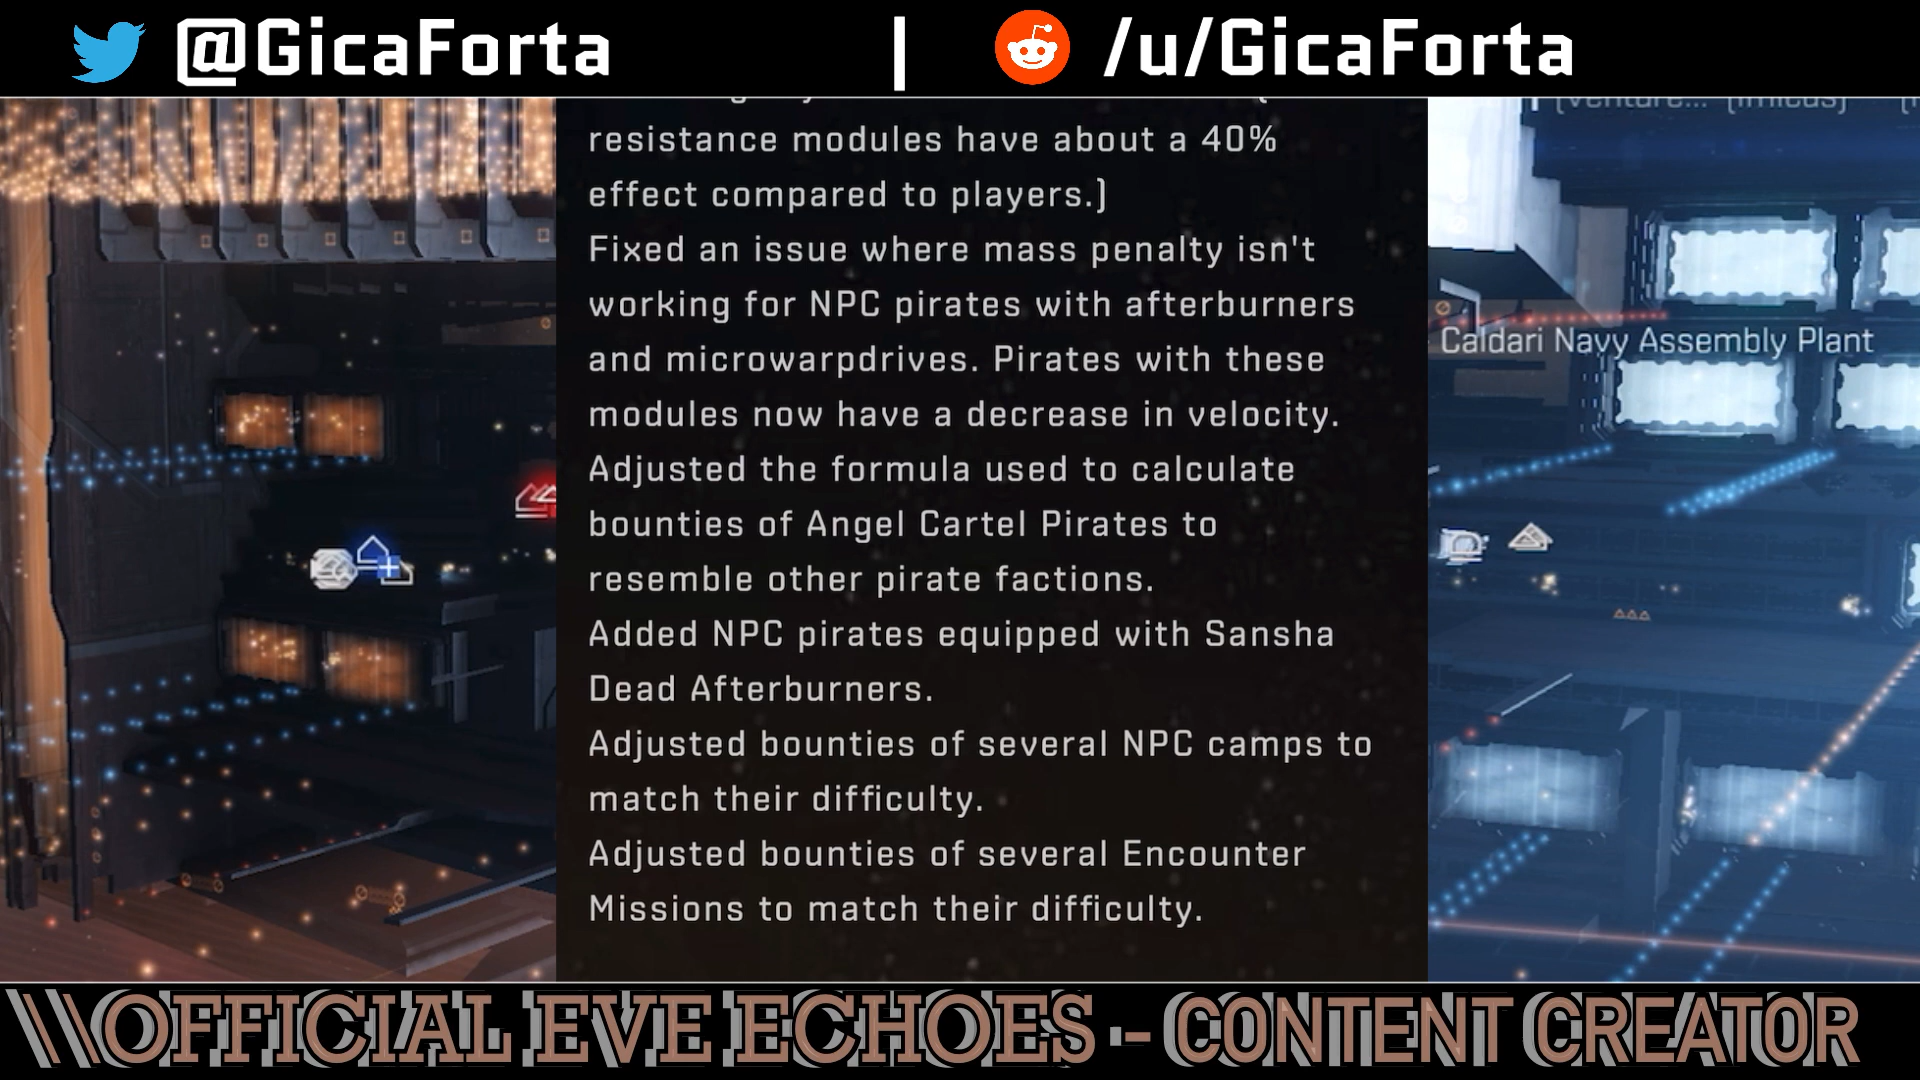 @GicaForta | /u/GicaForta
resistance modules have about a 40%
effect compared to players.)
Fixed an issue where mass penalty isn't
working for NPC pirates with afterburners
and microwarpdrives. Pirates with these
modules now have a decrease in velocity.
Adjusted the formula used to calculate
bounties of Angel Cartel Pirates to
resemble other pirate factions.
Added NPC pirates equipped with Sansha
Dead Afterburners.
Adjusted bounties of several NPC camps to
match their difficulty.
Adjusted bounties of several Encounter
Missions to match their difficulty.
Caldari Navy Assembly Plant
\\OFFICIAL EVE ECHOES - CONTENT CREATOR